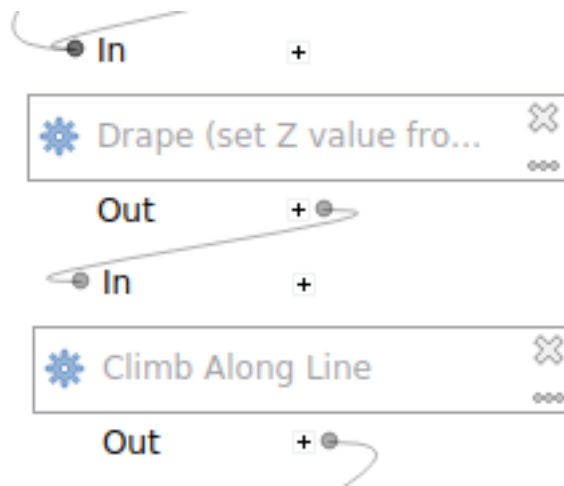 In
Drape (set Z value fro...
Out
In
Climb Along Line
Out